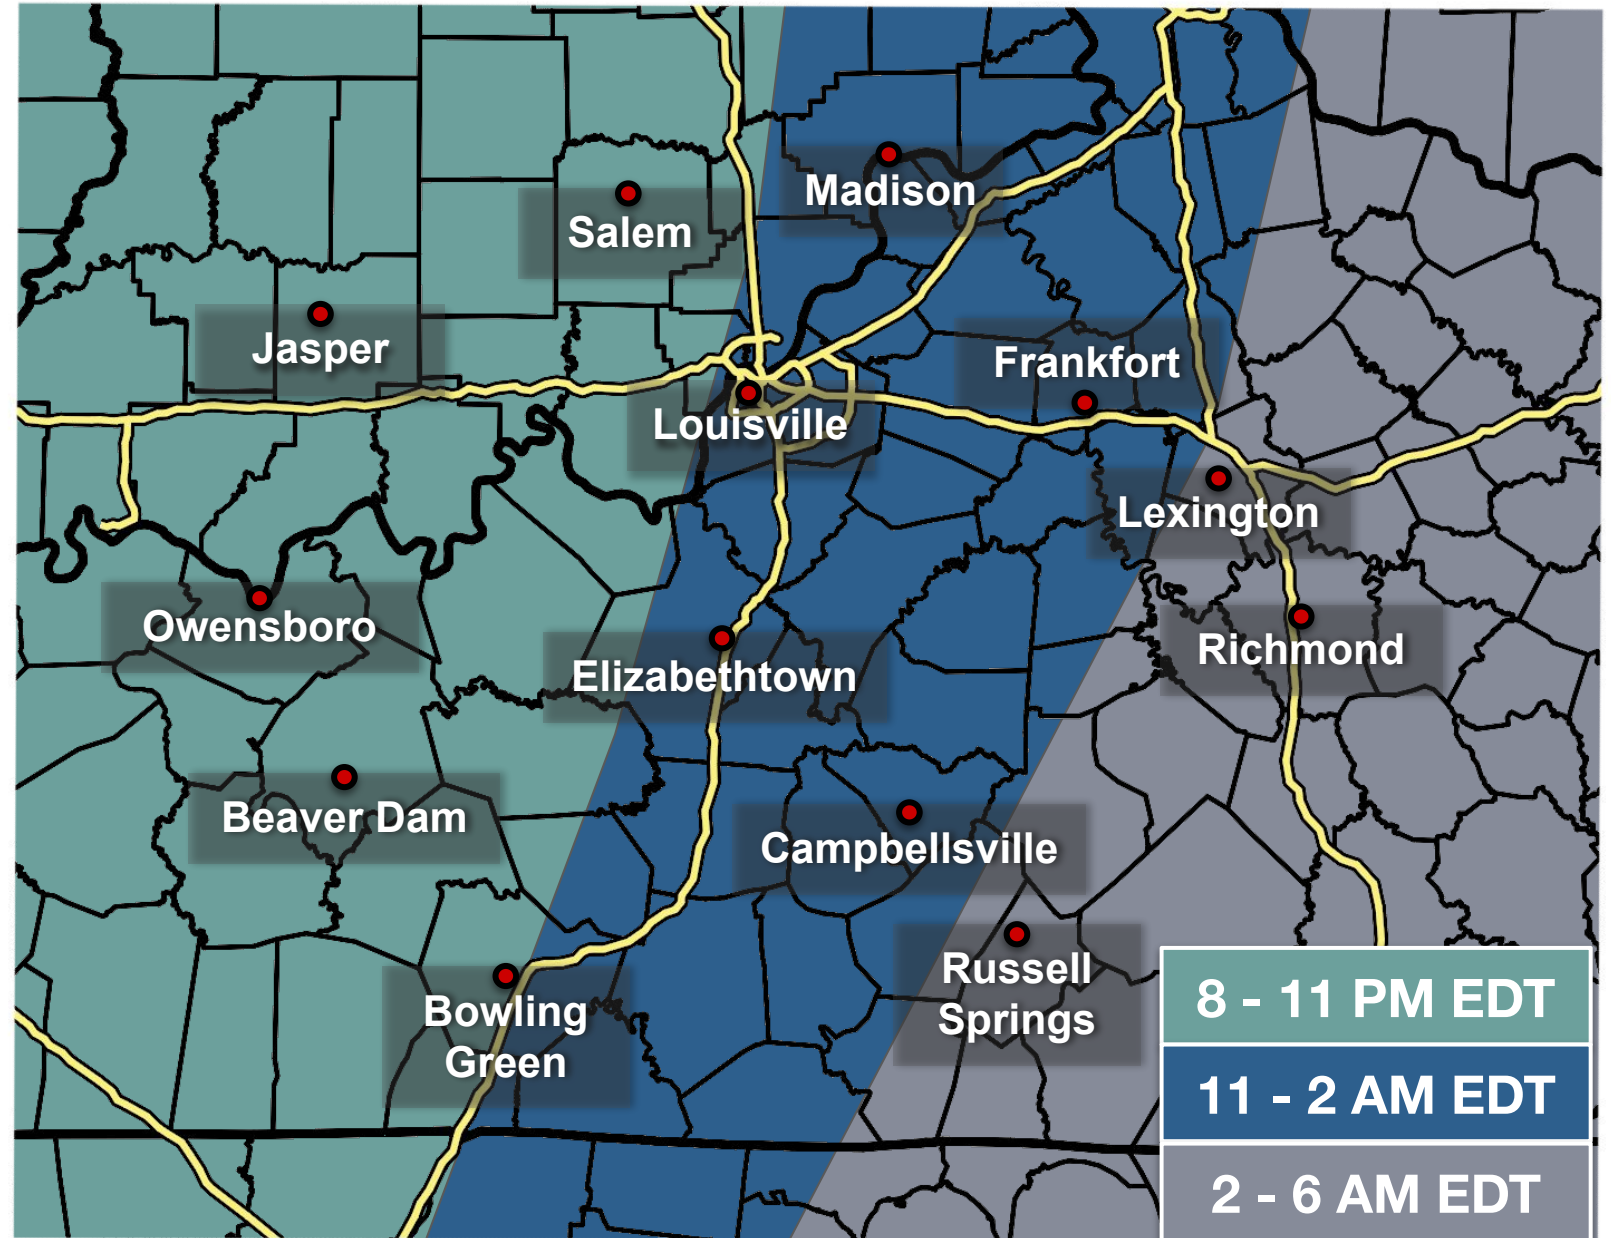 Madison
Salem
Jasper
Frankfort
Louisville
Lexington
Owensboro
Richmond
Elizabethtown
Beaver Dam
Campbellsville
Russell
Springs
Bowling
Green
8 - 11 PM EDT
11 - 2 AM EDT
2 - 6 AM EDT